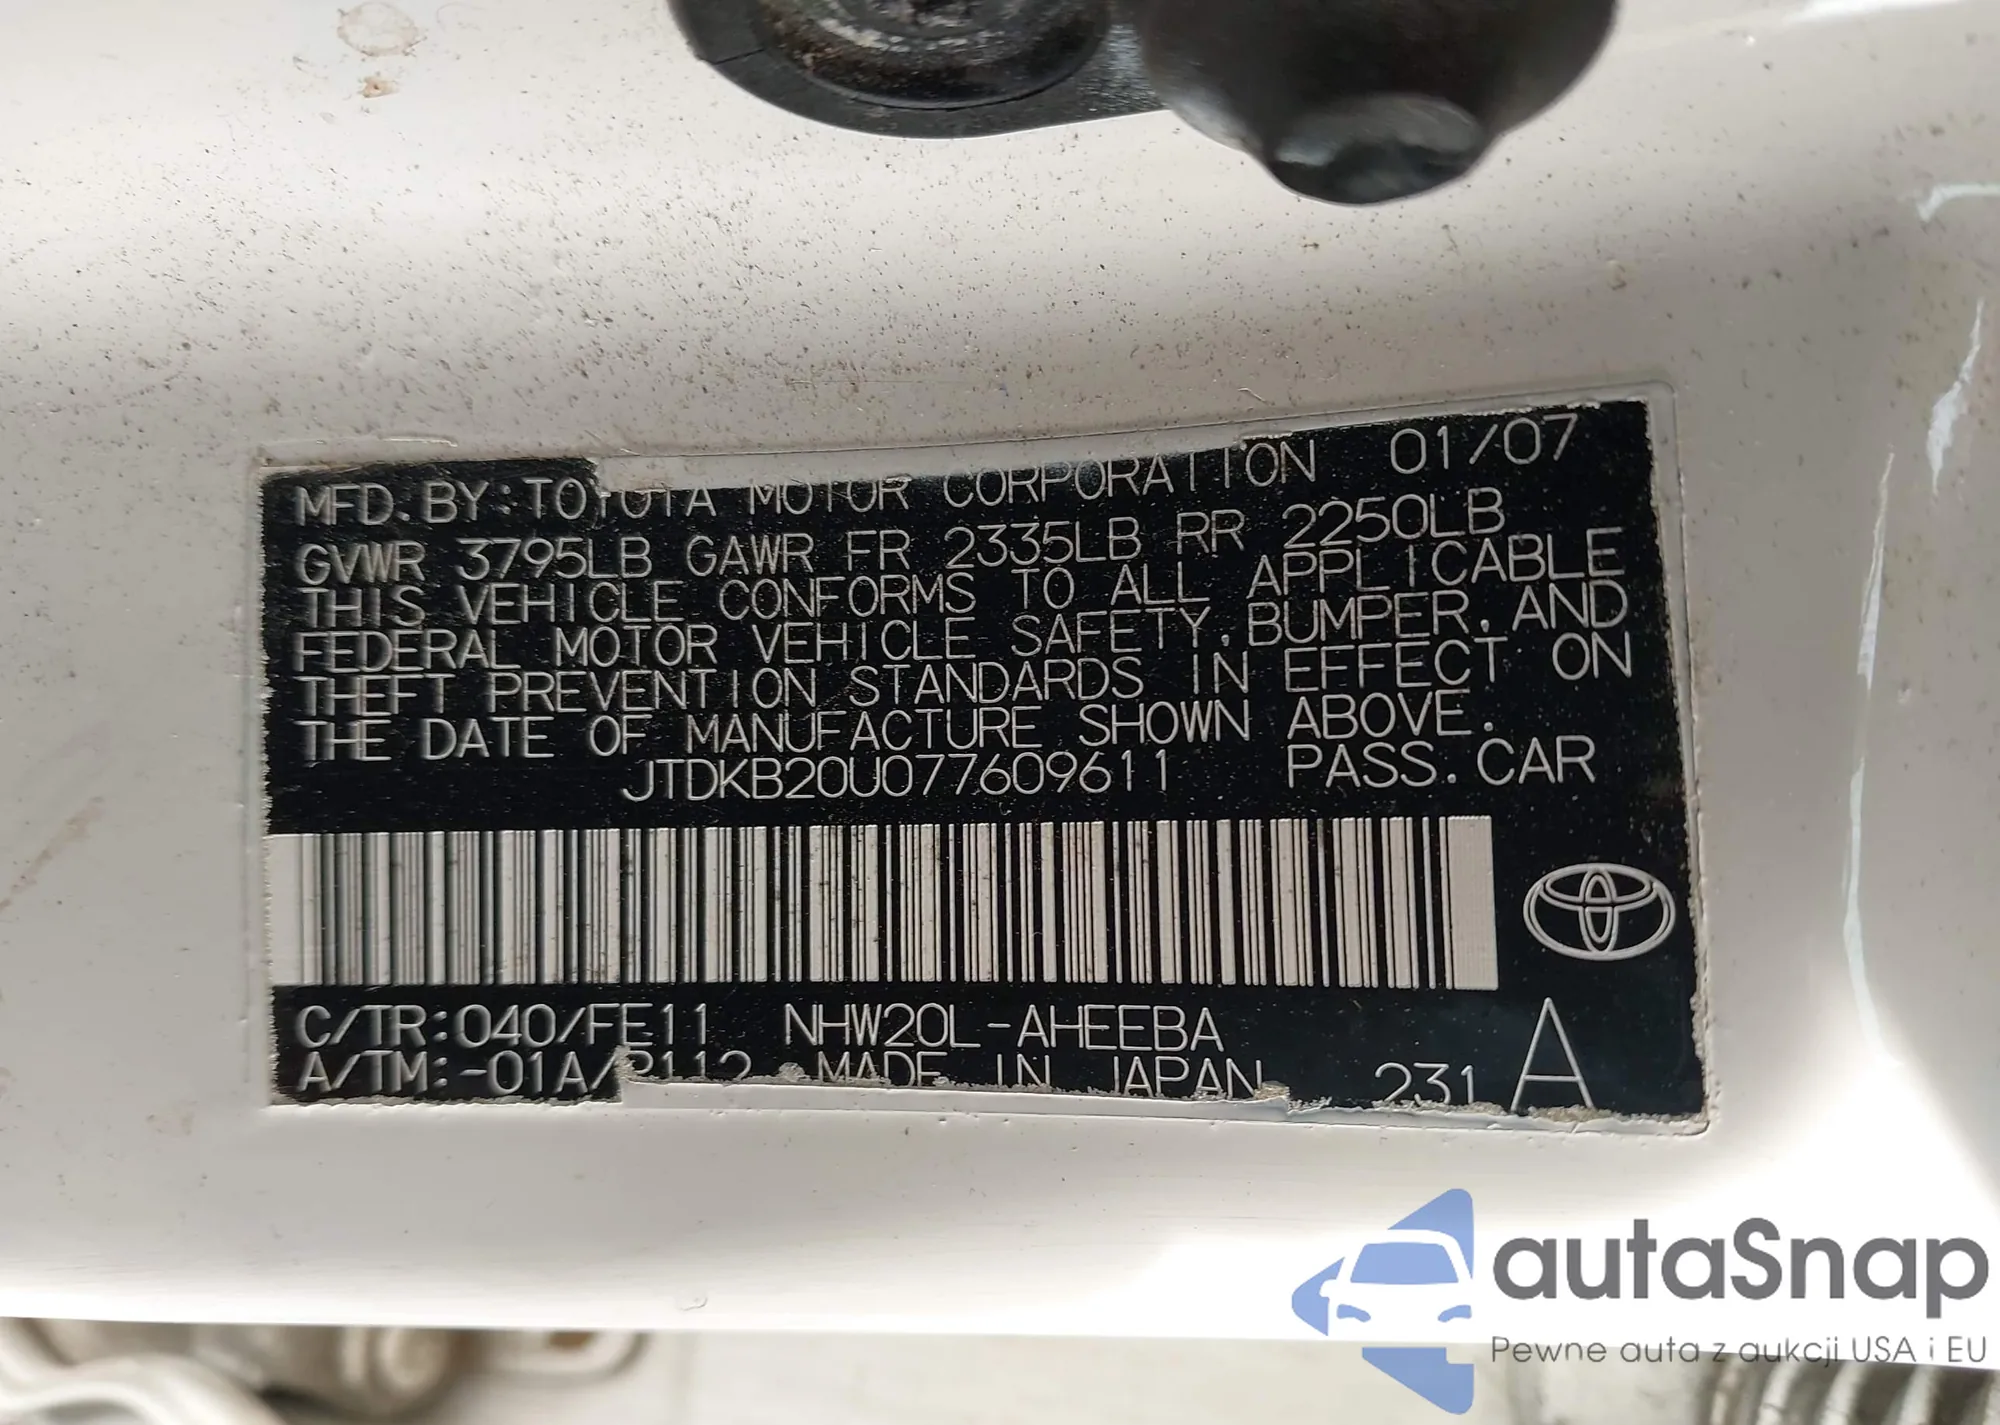 MFD. BY: TOYOTA MOTOR CORPORATION 01/07
GVWR 3795LB GAWR FR 2335LB RR 2250LB
THIS VEHICLE CONFORMS TO ALL APPLICABLE
FEDERAL MOTOR VEHICLE SAFETY, BUMPER, AND
THEFT PREVENTION STANDARDS IN EFFECT ON
THE DATE OF MANUFACTURE SHOWN ABOVE.
JTDKB20U077609611 PASS. CAR
C/TR:040/FE11 NHW20L-AHEEBA
A/TM:-01A/P112 MADE IN JAPAN 231 A
autaSnap
Pewne auta z aukcji USA i EU